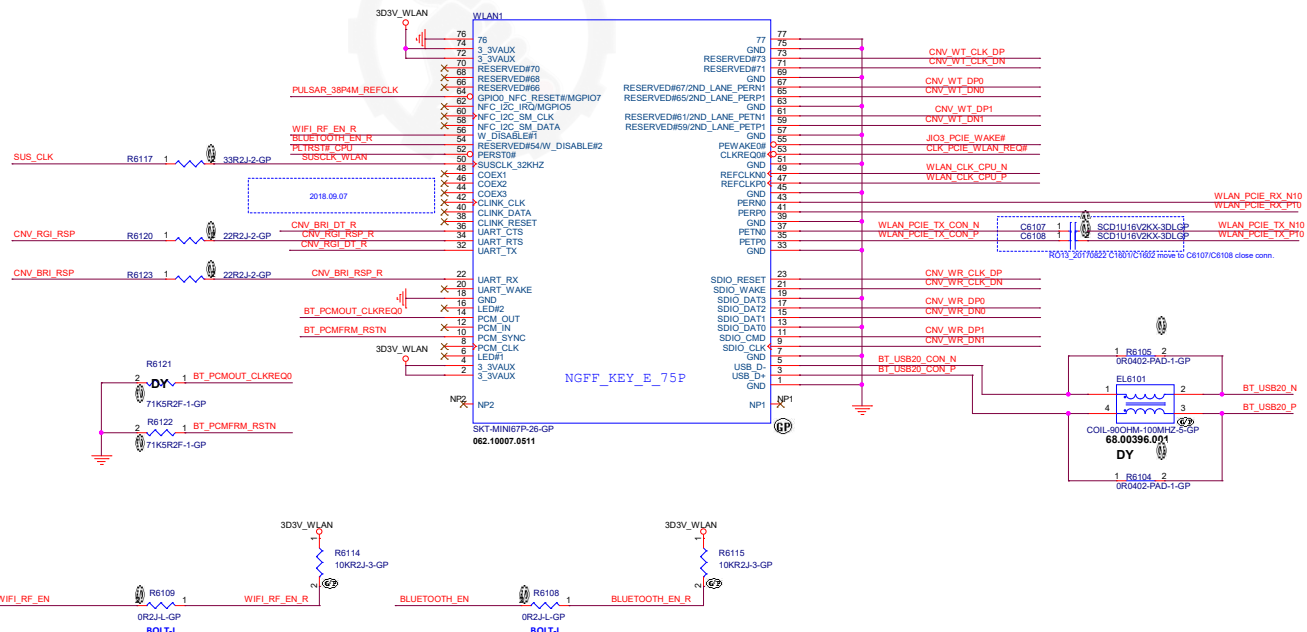 3D3V_WLAN
WLAN1
76
74
72
70
68
66
64
62
60
58
56
54
52
50
48
46
44
42
40
38
36
34
32
22
20
18
16
14
12
10
8
6
4
2
NP2
76
3_3VAUX
3_3VAUX
RESERVED#70
RESERVED#68
RESERVED#66
GPIO0_NFC_RESET#/MGPIO7
NFC_I2C_IRQ/MGPIO5
NFC_I2C_SM_CLK
NFC_I2C_SM_DATA
W_DISABLE#1
RESERVED#54/W_DISABLE#2
PERST0#
SUSCLK_32KHZ
COEX1
COEX2
COEX3
CLINK_CLK
CLINK_DATA
CLINK_RESET
UART_CTS
UART_RTS
UART_TX
UART_RX
UART_WAKE
GND
LED#2
PCM_OUT
PCM_IN
PCM_SYNC
PCM_CLK
LED#1
3_3VAUX
3_3VAUX
NP2
77
GND
RESERVED#73
RESERVED#71
GND
RESERVED#67/2ND_LANE_PERN1
RESERVED#65/2ND_LANE_PERP1
GND
RESERVED#61/2ND_LANE_PETN1
RESERVED#59/2ND_LANE_PETP1
GND
PEWAKE0#
CLKREQ0#
GND
REFCLKN0
REFCLKP0
GND
PERN0
PERP0
GND
PETN0
PETP0
GND
SDIO_RESET
SDIO_WAKE
SDIO_DAT3
SDIO_DAT2
SDIO_DAT1
SDIO_DAT0
SDIO_CMD
SDIO_CLK
GND
USB_D-
USB_D+
GND
NP1
77
75
73
71
69
67
65
63
61
59
57
55
53
51
49
47
45
43
41
39
37
35
33
23
21
19
17
15
13
11
9
7
5
3
1
NP1
NGFF_KEY_E_75P
SKT-MINI67P-26-GP
062.10007.0511
GP
PULSAR_38P4M_REFCLK
WIFI_RF_EN_R
BLUETOOTH_EN_R
PLTRST#_CPU
SUSCLK_WLAN
SUS_CLK
R6117 1 33R2J-2-GP
2018.09.07
CNV_BRI_DT_R
CNV_RGI_RSP_R
CNV_RGI_DT_R
CNV_RGI_RSP
R6120 1 22R2J-2-GP
CNV_BRI_RSP
R6123 1 22R2J-2-GP
CNV_BRI_RSP_R
BT_PCMOUT_CLKREQ0
BT_PCMFRM_RSTN
3D3V_WLAN
R6121
2 DY 1 BT_PCMOUT_CLKREQ0
71K5R2F-1-GP
R6122
2 1 BT_PCMFRM_RSTN
71K5R2F-1-GP
CNV_WT_CLK_DP
CNV_WT_CLK_DN
CNV_WT_DP0
CNV_WT_DN0
CNV_WT_DP1
CNV_WT_DN1
JIO3_PCIE_WAKE#
CLK_PCIE_WLAN_REQ#
WLAN_CLK_CPU_N
WLAN_CLK_CPU_P
WLAN_PCIE_RX_N10
WLAN_PCIE_RX_P10
WLAN_PCIE_TX_CON_N
WLAN_PCIE_TX_CON_P
C6107 1 SCD1U16V2KX-3DLGP
C6108 1 SCD1U16V2KX-3DLGP
WLAN_PCIE_TX_N10
WLAN_PCIE_TX_P10
RO13_20170822 C1601/C1602 move to C6107/C6108 close conn.
CNV_WR_CLK_DP
CNV_WR_CLK_DN
CNV_WR_DP0
CNV_WR_DN0
CNV_WR_DP1
CNV_WR_DN1
BT_USB20_CON_N
BT_USB20_CON_P
1 R6105 2
0R0402-PAD-1-GP
EL6101
1 2
4 3
COIL-90OHM-100MHZ-5-GP
68.00396.001
DY
1 R6104 2
0R0402-PAD-1-GP
BT_USB20_N
BT_USB20_P
3D3V_WLAN
1
R6114
10KR2J-3-GP
2
WIFI_RF_EN
R6109 1
WIFI_RF_EN_R
0R2J-L-GP
BOLT-L
3D3V_WLAN
1
R6115
10KR2J-3-GP
2
BLUETOOTH_EN
R6108 1
BLUETOOTH_EN_R
0R2J-L-GP
BOLT-L